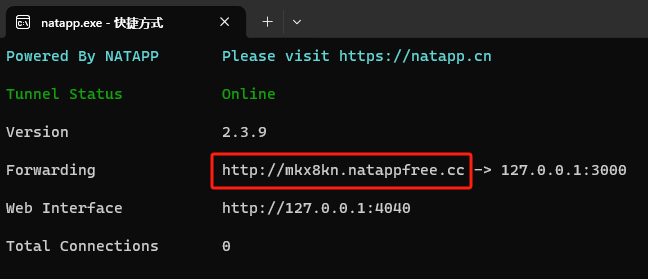 natapp.exe - 快捷方式
Powered By NATAPP Please visit https://natapp.cn
Tunnel Status Online
Version 2.3.9
Forwarding http://mkx8kn.natappfree.cc -> 127.0.0.1:3000
Web Interface http://127.0.0.1:4040
Total Connections 0